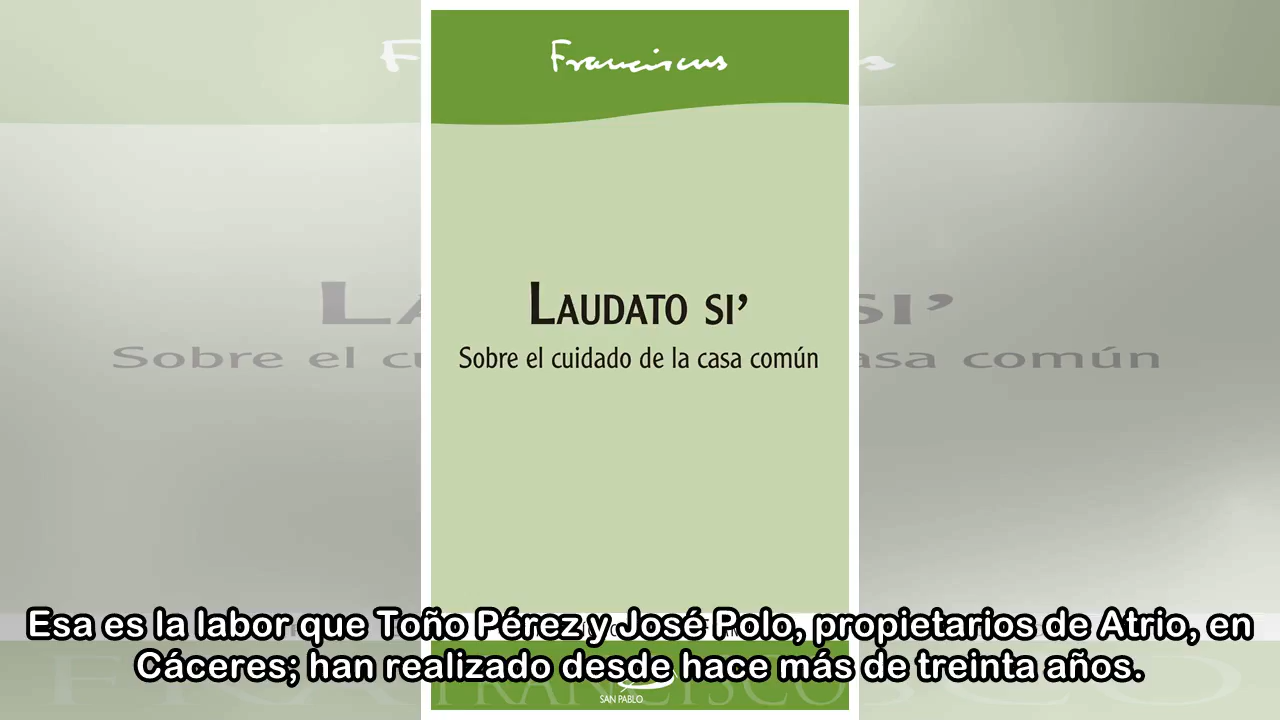 Franciscus
LAUDATO SI’
Sobre el cuidado de la casa común
Esa es la labor que Toño Pérez y José Polo, propietarios de Atrio, en
Cáceres; han realizado desde hace más de treinta años.
SAN PABLO